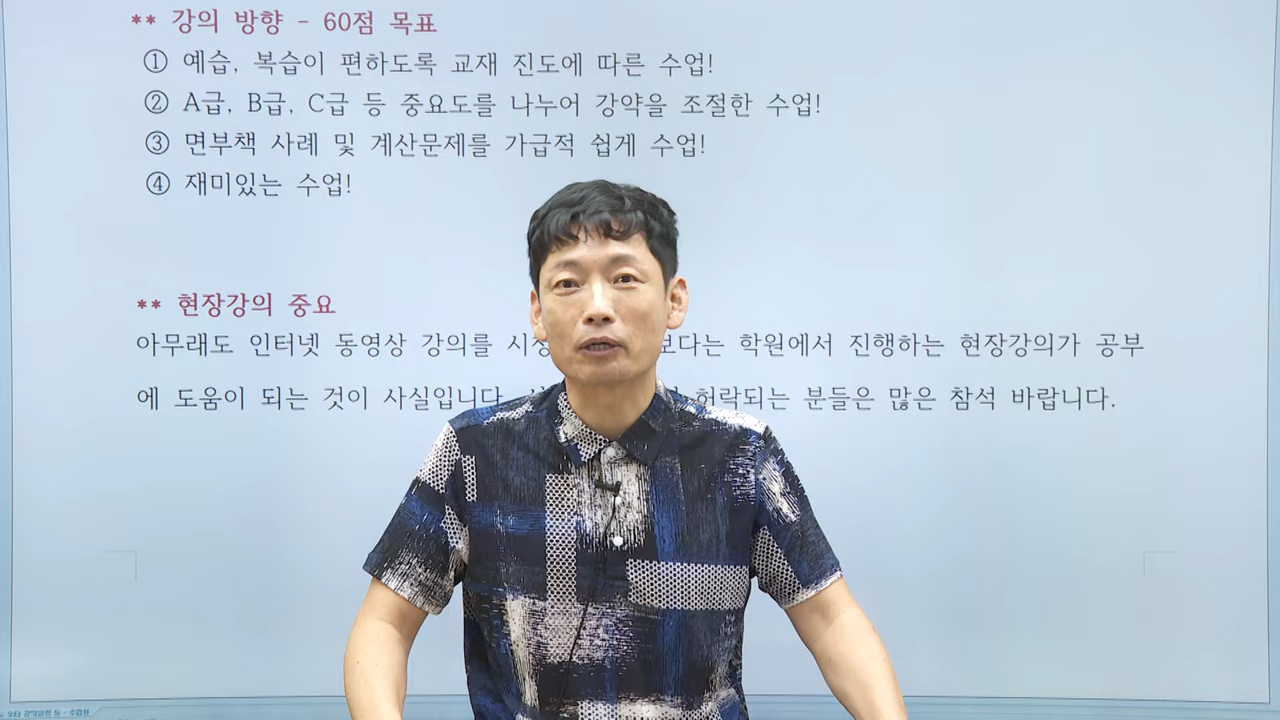 ** 강의 방향 - 60점 목표
① 예습, 복습이 편하도록 교재 진도에 따른 수업!
② A급, B급, C급 등 중요도를 나누어 강약을 조절한 수업!
③ 면부책 사례 및 계산문제를 가급적 쉽게 수업!
④ 재미있는 수업!
** 현장강의 중요
아무래도 인터넷 동영상 강의를 보다는 학원에서 진행하는 현장강의가 공부
에 도움이 되는 것이 사실입니다. 허락되는 분들은 많은 참석 바랍니다.